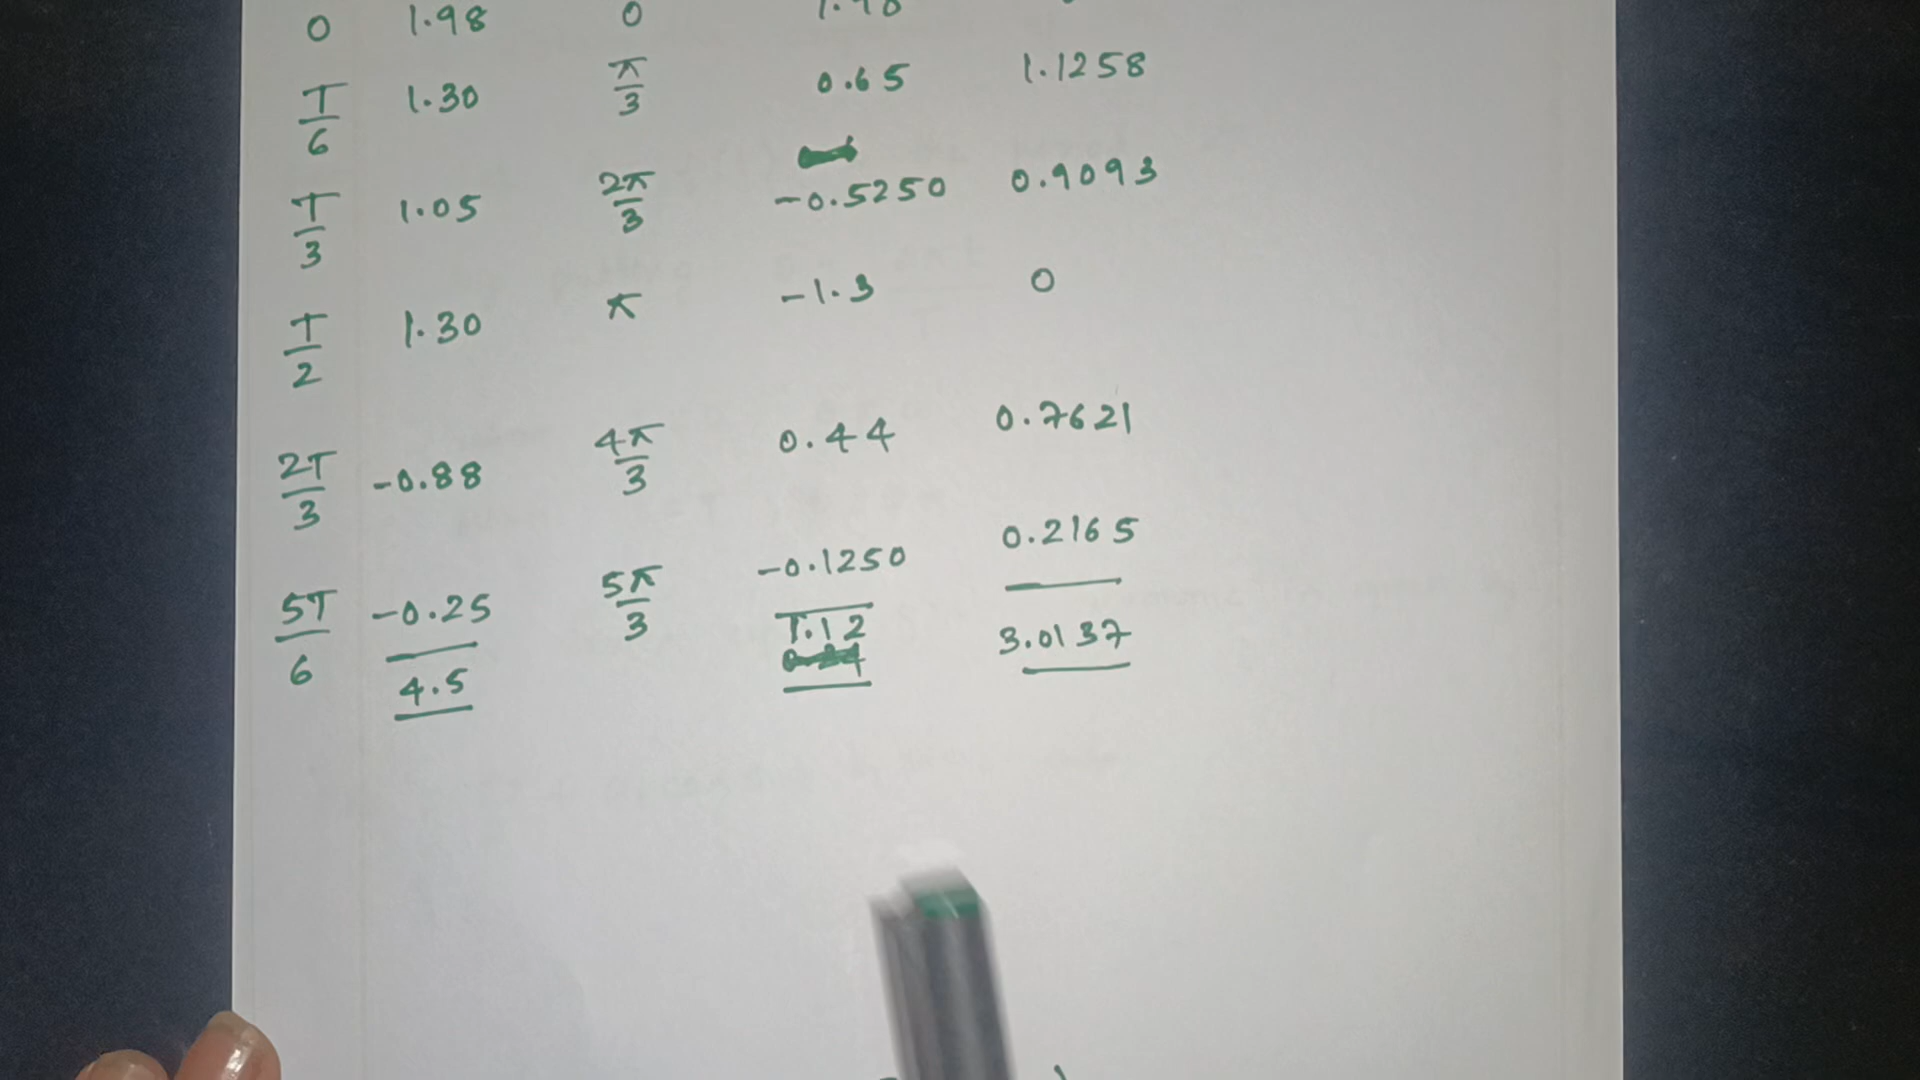 0 1.98 0 1.98
T/6 1.30 π/3 0.65 1.1258
T/3 1.05 2π/3 -0.5250 0.9093
T/2 1.30 π -1.3 0
2T/3 -0.88 4π/3 0.44 0.7621
5T/6 -0.25 5π/3 -0.1250 0.2165
4.5 1.12 3.0137